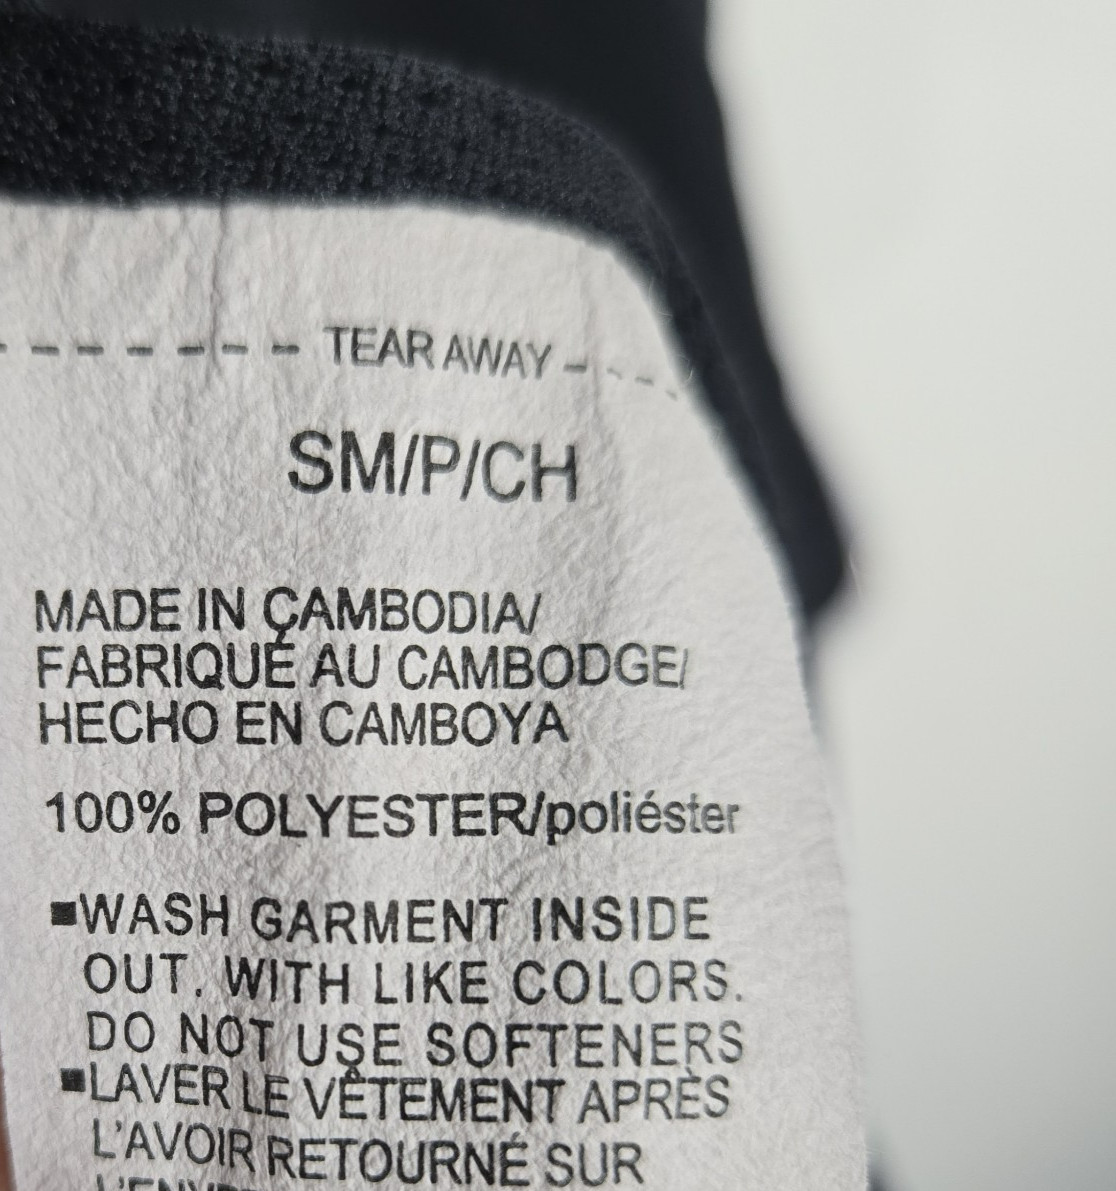 TEAR AWAY
SM/P/CH
MADE IN CAMBODIA/
FABRIQUÉ AU CAMBODGE/
HECHO EN CAMBOYA
100% POLYESTER/poliéster
▪WASH GARMENT INSIDE
OUT. WITH LIKE COLORS.
DO NOT USE SOFTENERS
▪LAVER LE VÊTEMENT APRÈS
L'AVOIR RETOURNÉ SUR